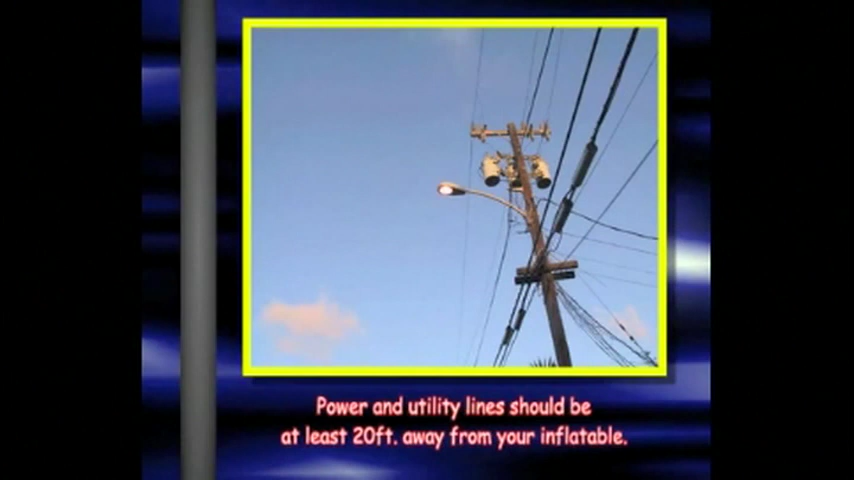 Power and utility lines should be
at least 20ft. away from your inflatable.